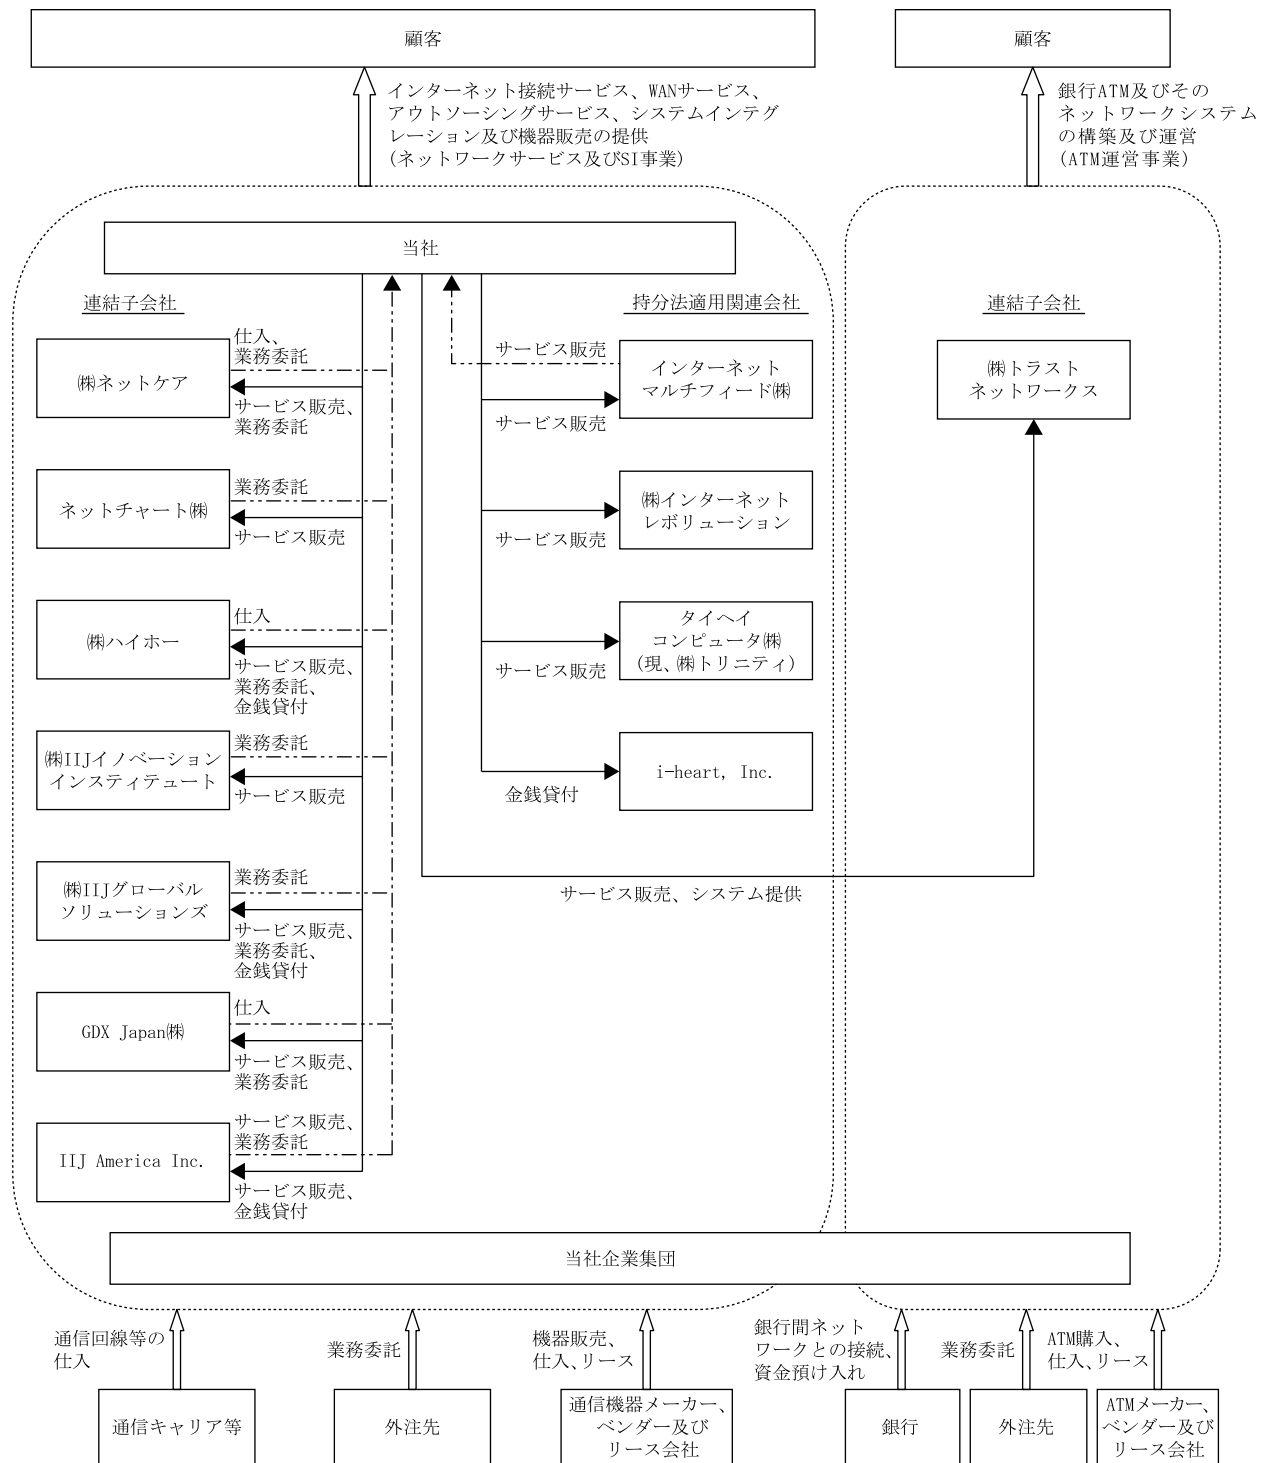 顧客
顧客
インターネット接続サービス、WANサービス、
アウトソーシングサービス、システムインテグ
レーション及び機器販売の提供
(ネットワークサービス及びSI事業)
銀行ATM及びその
ネットワークシステム
の構築及び運営
(ATM運営事業)
当社
連結子会社
持分法適用関連会社
連結子会社
㈱ネットケア
仕入、
業務委託
サービス販売、
業務委託
ネットチャート㈱
業務委託
サービス販売
㈱ハイホー
仕入
サービス販売、
業務委託、
金銭貸付
㈱IIJイノベーション
インスティテュート
業務委託
サービス販売
㈱IIJグローバル
ソリューションズ
業務委託
サービス販売、
業務委託、
金銭貸付
GDX Japan㈱
仕入
サービス販売、
業務委託
IIJ America Inc.
サービス販売、
業務委託
サービス販売、
金銭貸付
サービス販売
インターネット
マルチフィード㈱
サービス販売
㈱インターネット
レボリューション
サービス販売
タイヘイ
コンピュータ㈱
(現、㈱トリニティ)
サービス販売
i-heart, Inc.
金銭貸付
㈱トラスト
ネットワークス
サービス販売、システム提供
当社企業集団
通信回線等の
仕入
業務委託
機器販売、
仕入、リース
銀行間ネット
ワークとの接続、
資金預け入れ
業務委託
ATM購入、
仕入、リース
通信キャリア等
外注先
通信機器メーカー、
ベンダー及び
リース会社
銀行
外注先
ATMメーカー、
ベンダー及び
リース会社